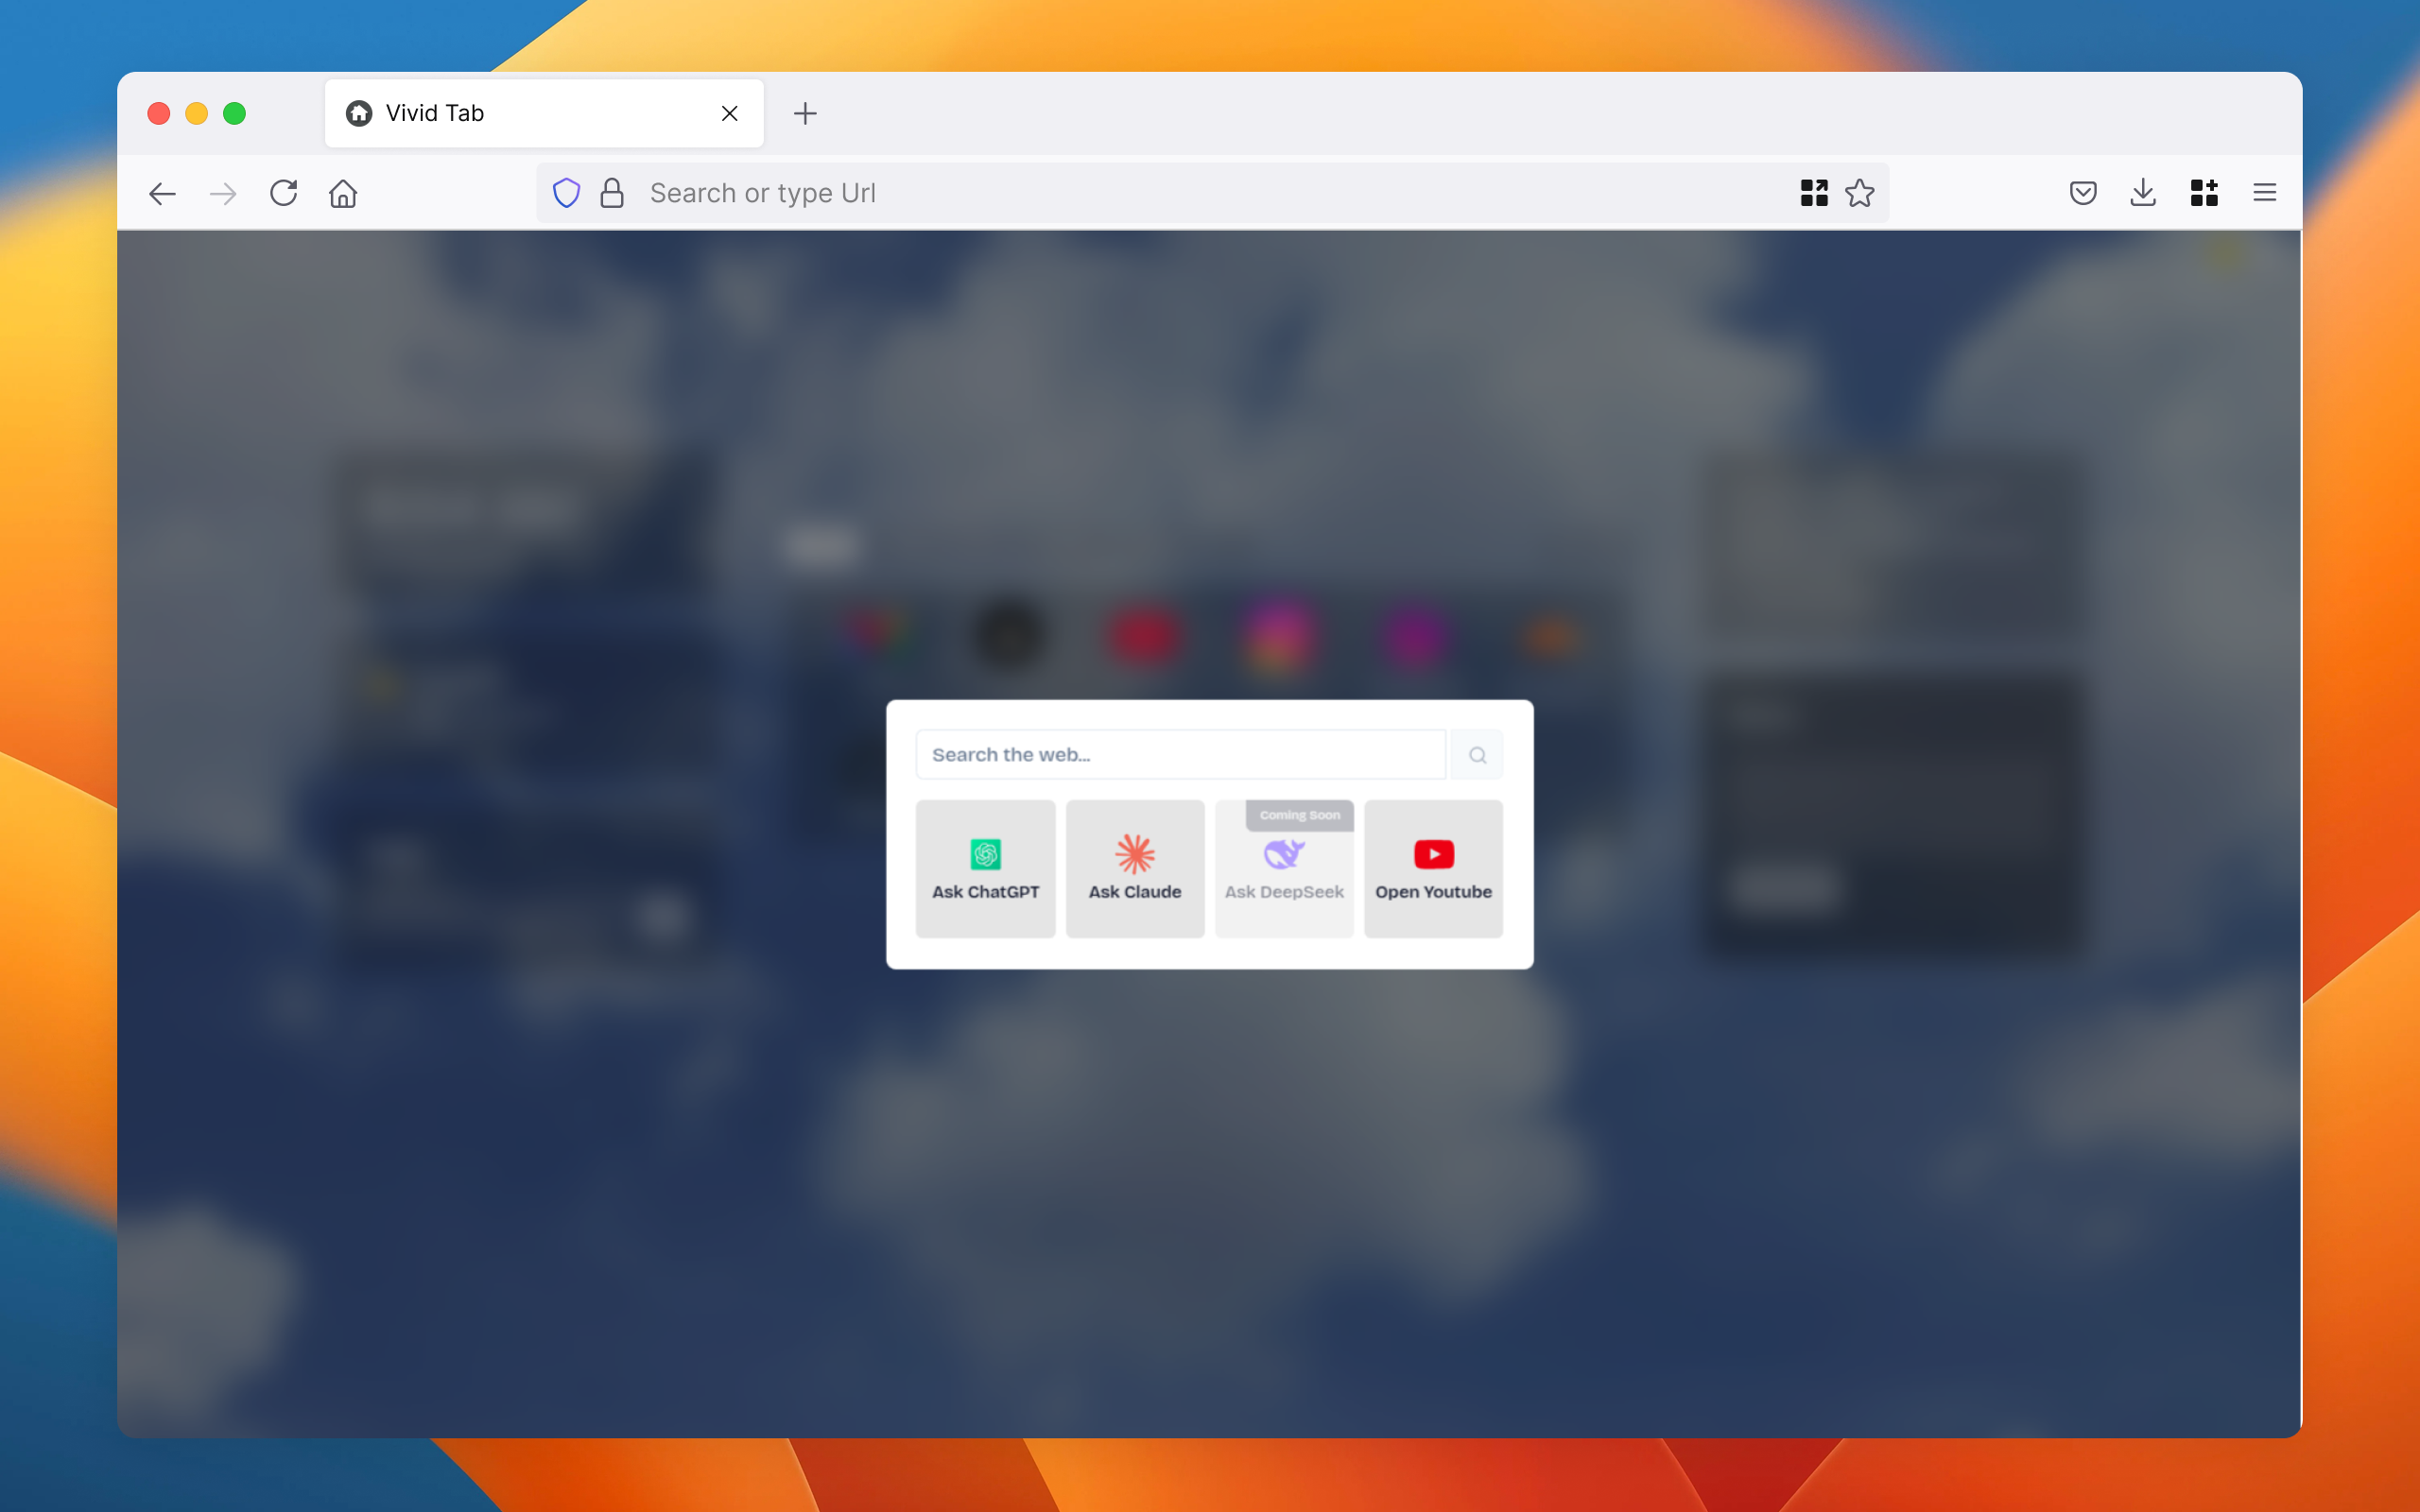 Vivid Tab
Search or type Url
Search the web...
Coming Soon
Ask ChatGPT
Ask Claude
Ask DeepSeek
Open Youtube